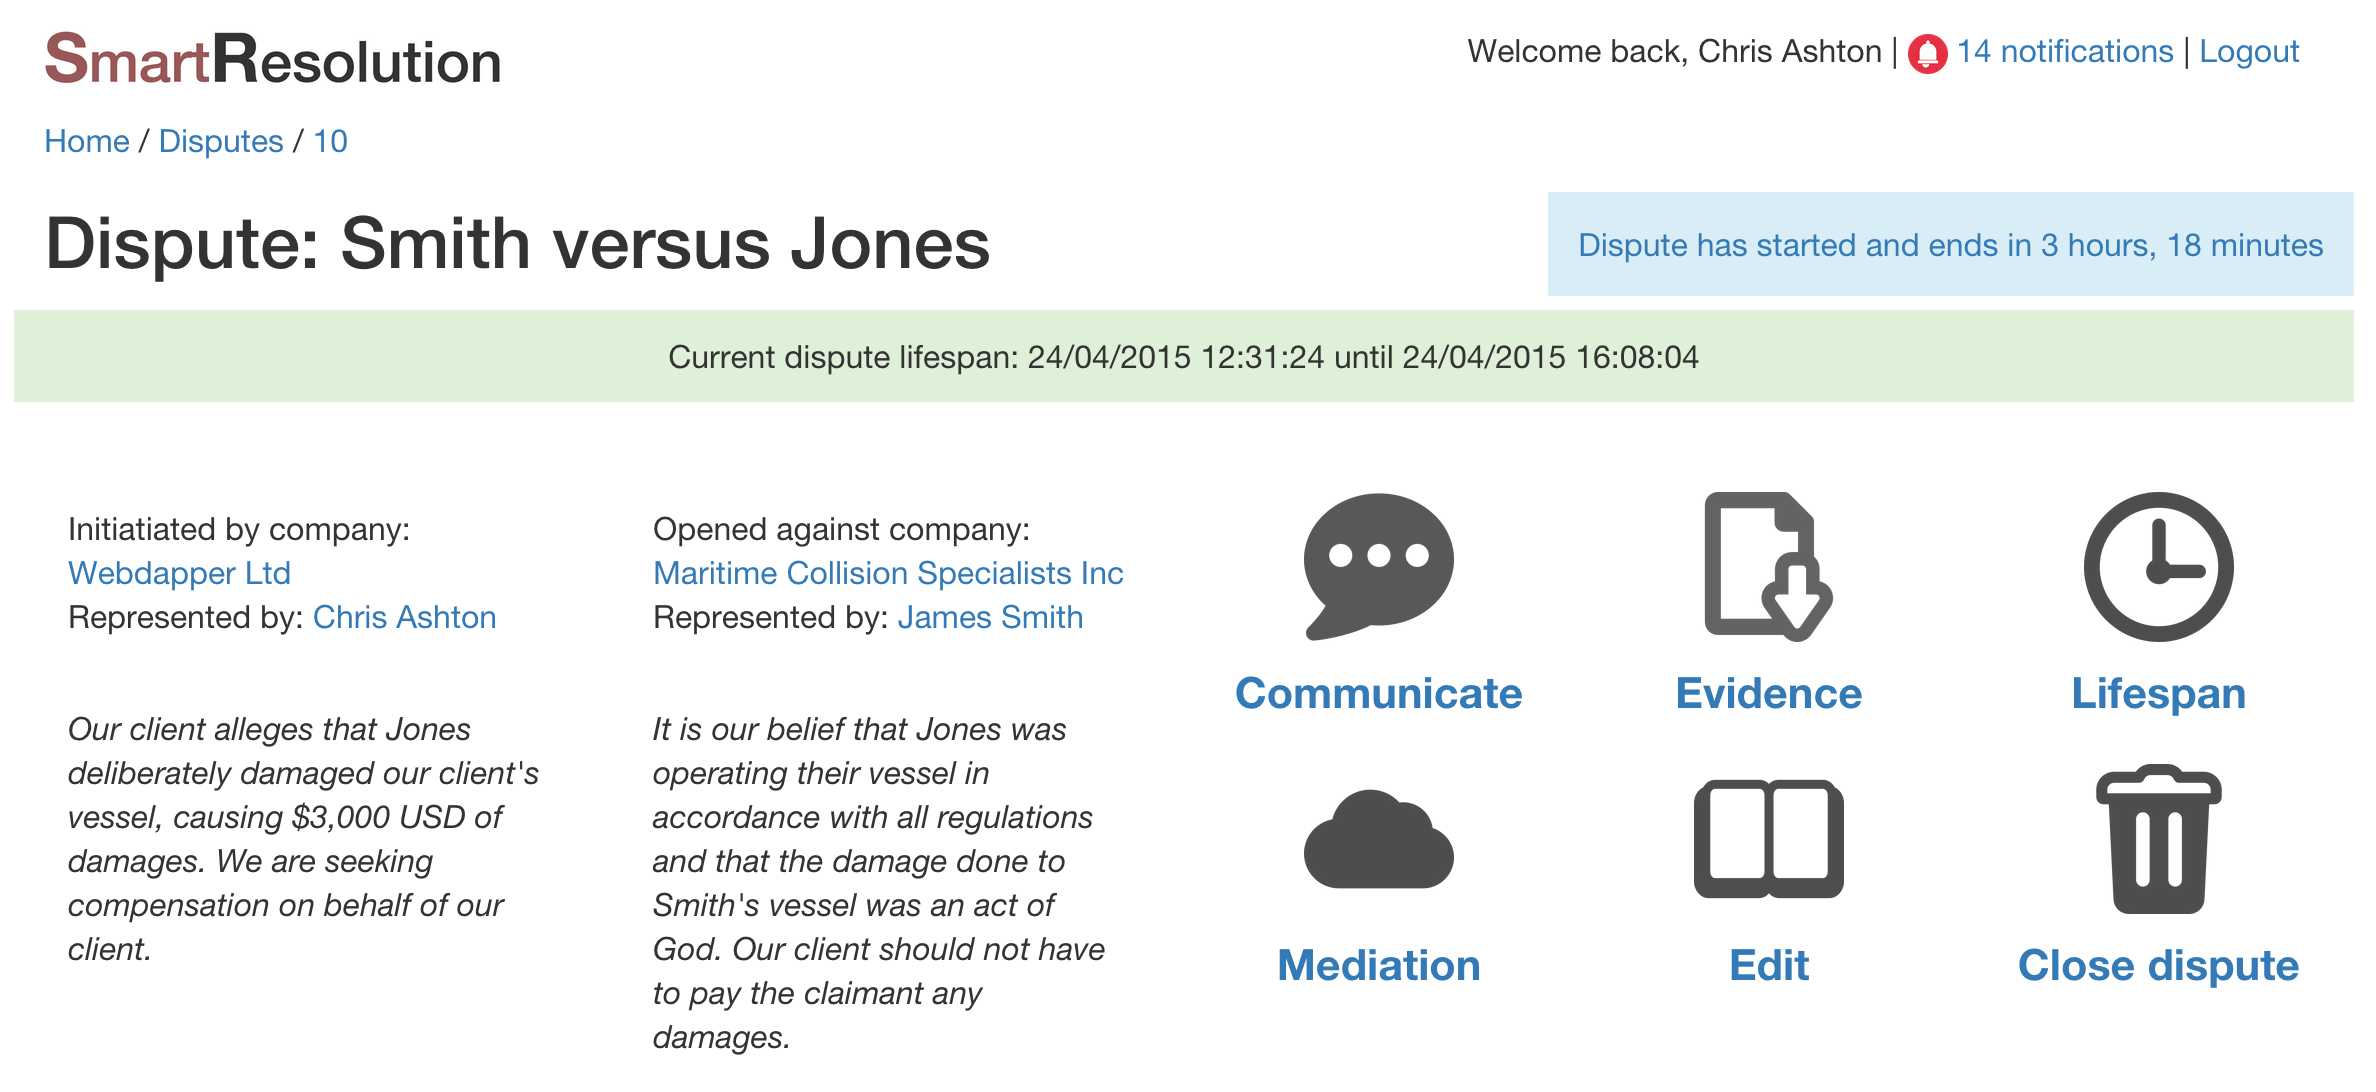 SmartResolution
Welcome back, Chris Ashton | 14 notifications | Logout
Home / Disputes / 10
Dispute: Smith versus Jones
Dispute has started and ends in 3 hours, 18 minutes
Current dispute lifespan: 24/04/2015 12:31:24 until 24/04/2015 16:08:04
Initiatiated by company:
Webdapper Ltd
Represented by: Chris Ashton
Our client alleges that Jones
deliberately damaged our client's
vessel, causing $3,000 USD of
damages. We are seeking
compensation on behalf of our
client.
Opened against company:
Maritime Collision Specialists Inc
Represented by: James Smith
It is our belief that Jones was
operating their vessel in
accordance with all regulations
and that the damage done to
Smith's vessel was an act of
God. Our client should not have
to pay the claimant any
damages.
Communicate
Evidence
Lifespan
Mediation
Edit
Close dispute